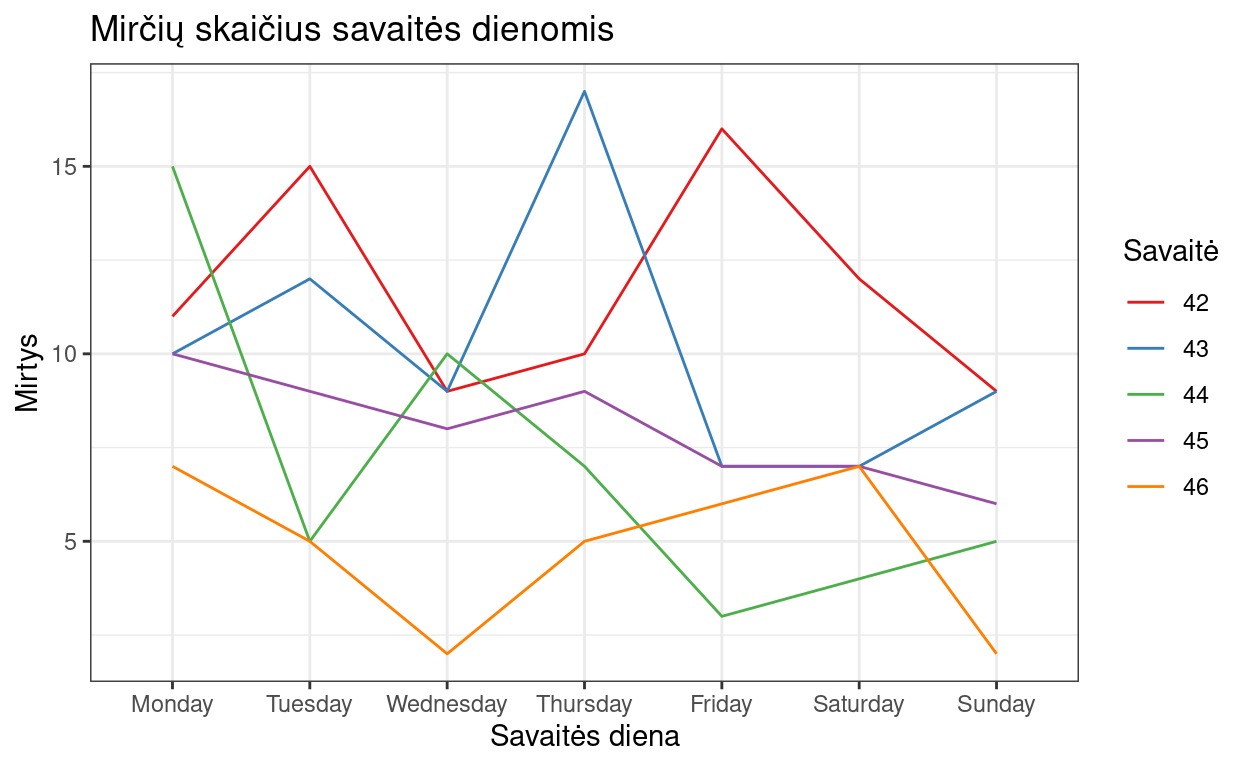 Mirčių skaičius savaitės dienomis
Mirtys
15
10
5
Monday Tuesday Wednesday Thursday Friday Saturday Sunday
Savaitės diena
Savaitė
42
43
44
45
46